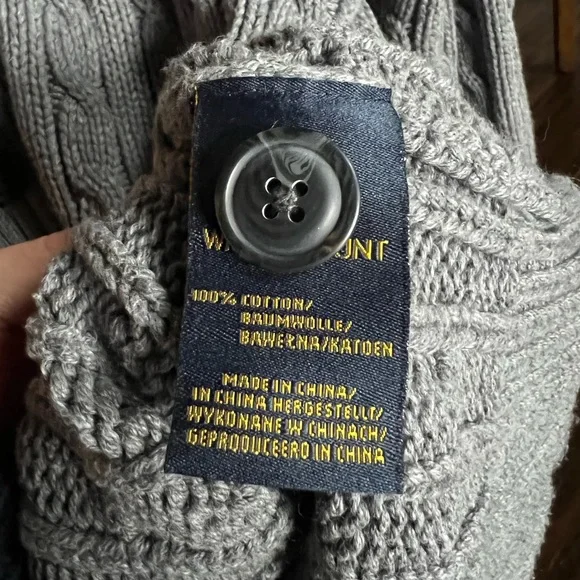 100% COTTON/
BAUMWOLLE/
BAWEŁNA/KATOEN
MADE IN CHINA/
IN CHINA HERGESTELLT/
WYKONANE W CHINACH/
GEPRODUCEERD IN CHINA